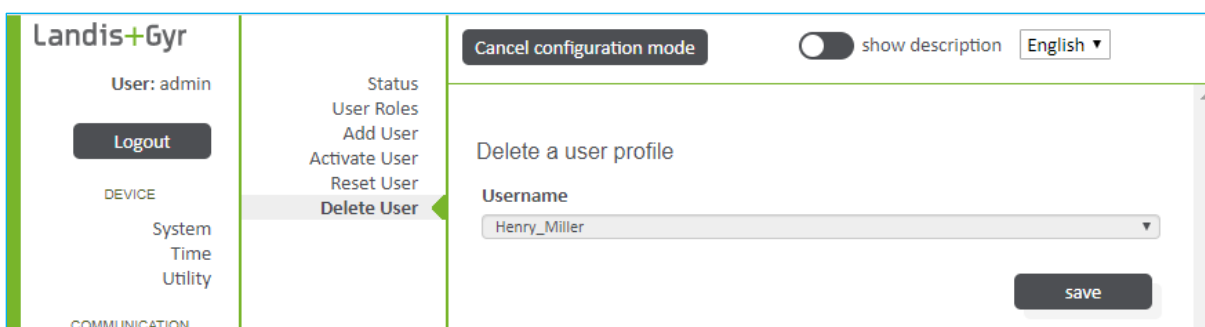 Landis+Gyr
User: admin
Logout
DEVICE
System
Time
Utility
COMMUNICATION
Status
User Roles
Add User
Activate User
Reset User
Delete User
Cancel configuration mode
show description
English
Delete a user profile
Username
Henry_Miller
save